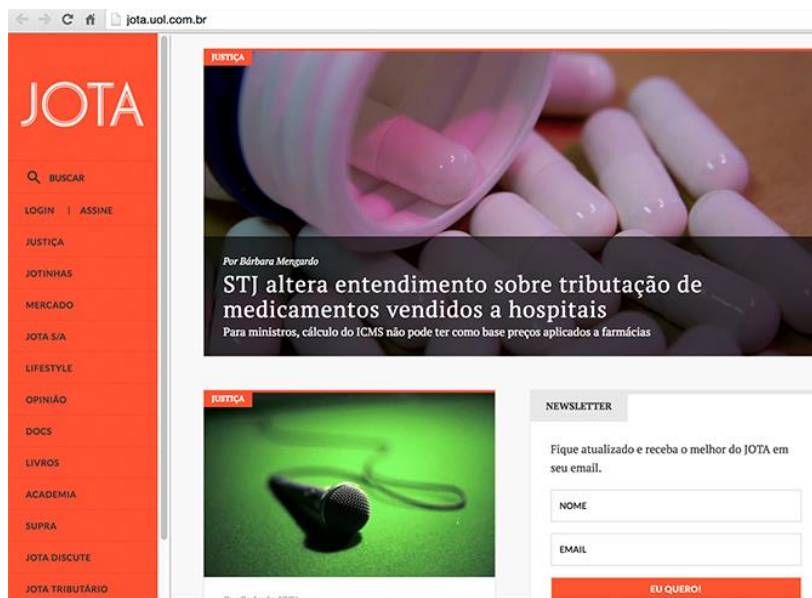 jota.uol.com.br
JOTA
BUSCAR
LOGIN | ASSINE
JUSTIÇA
JOTINHAS
MERCADO
JOTA S/A
LIFESTYLE
OPINIÃO
DOCS
LIVROS
ACADEMIA
SUPRA
JOTA DISCUTE
JOTA TRIBUTÁRIO
JUSTIÇA
Por Bárbara Mengardo
STJ altera entendimento sobre tributação de
medicamentos vendidos a hospitais
Para ministros, cálculo do ICMS não pode ter como base preços aplicados a farmácias
JUSTIÇA
NEWSLETTER
Fique atualizado e receba o melhor do JOTA em
seu email.
NOME
EMAIL
EU QUERO!